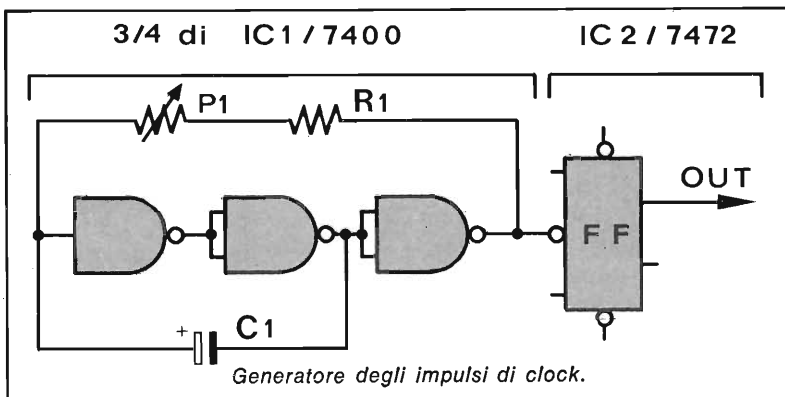 3/4 di IC1/7400 IC2/7472
P1 R1
OUT
FF
+ C1
Generatore degli impulsi di clock.